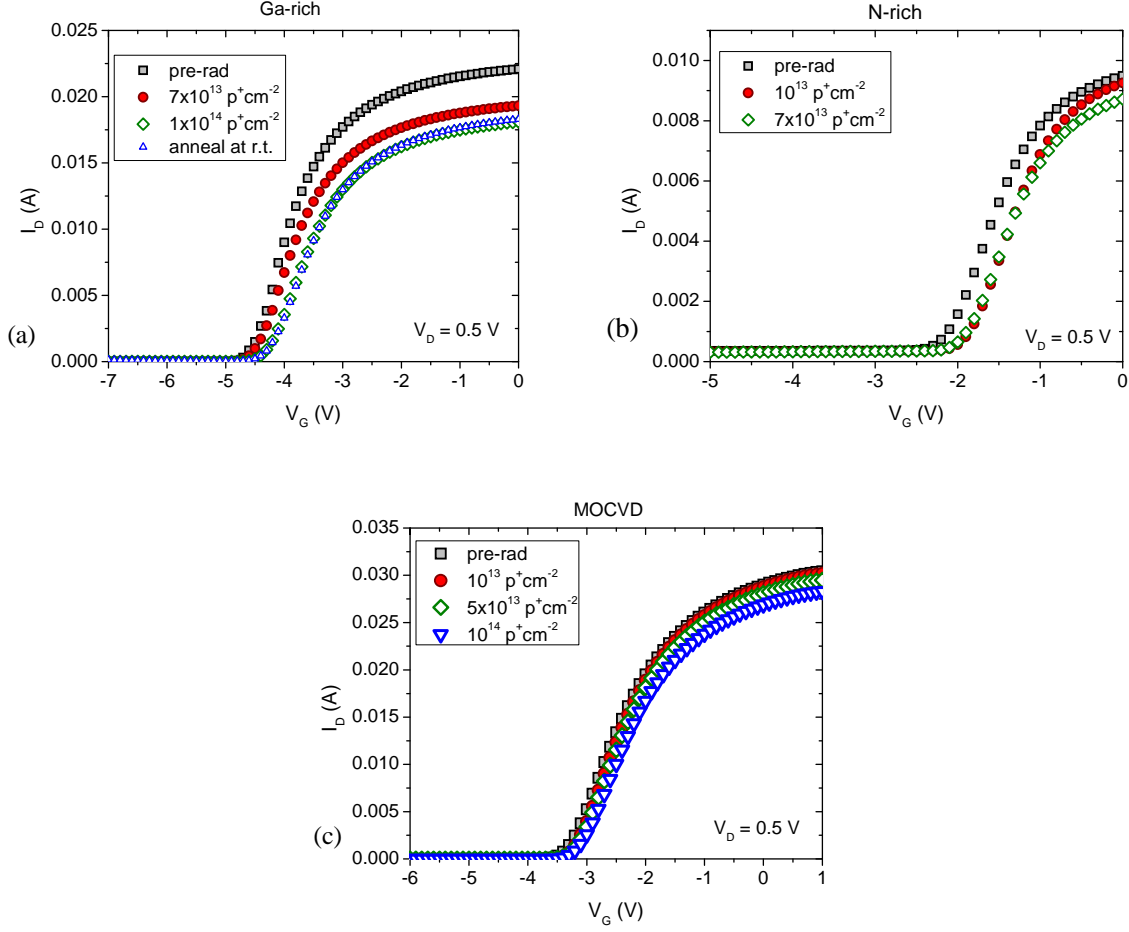 Ga-rich
0.025
0.020
0.015
0.010
0.005
0.000
I_D (A)
pre-rad
7x10^13 p^+cm^-2
1x10^14 p^+cm^-2
anneal at r.t.
V_D = 0.5 V
(a)
-7 -6 -5 -4 -3 -2 -1 0
V_G (V)
N-rich
0.010
0.008
0.006
0.004
0.002
0.000
I_D (A)
pre-rad
10^13 p^+cm^-2
7x10^13 p^+cm^-2
V_D = 0.5 V
(b)
-5 -4 -3 -2 -1 0
V_G (V)
MOCVD
0.035
0.030
0.025
0.020
0.015
0.010
0.005
0.000
I_D (A)
pre-rad
10^13 p^+cm^-2
5x10^13 p^+cm^-2
10^14 p^+cm^-2
V_D = 0.5 V
(c)
-6 -5 -4 -3 -2 -1 0 1
V_G (V)